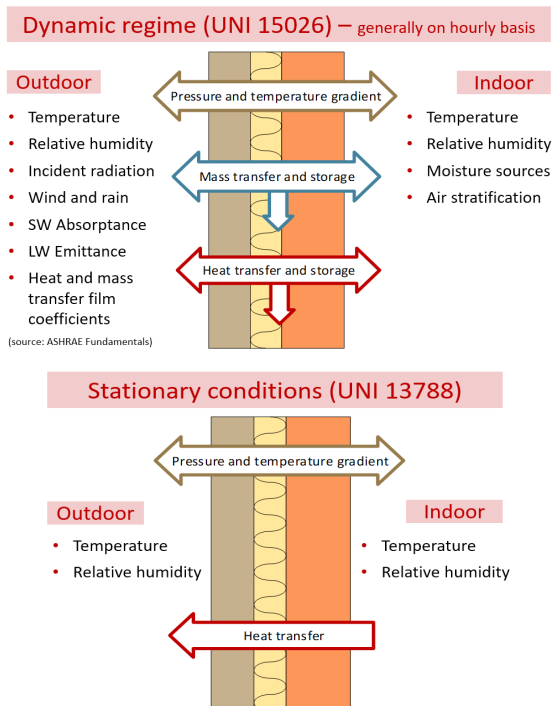 Dynamic regime (UNI 15026) – generally on hourly basis
Outdoor
• Temperature
• Relative humidity
• Incident radiation
• Wind and rain
• SW Absorptance
• LW Emittance
• Heat and mass
transfer film
coefficients
(source: ASHRAE Fundamentals)
Pressure and temperature gradient
Mass transfer and storage
Heat transfer and storage
Indoor
• Temperature
• Relative humidity
• Moisture sources
• Air stratification
Stationary conditions (UNI 13788)
Pressure and temperature gradient
Outdoor
• Temperature
• Relative humidity
Indoor
• Temperature
• Relative humidity
Heat transfer